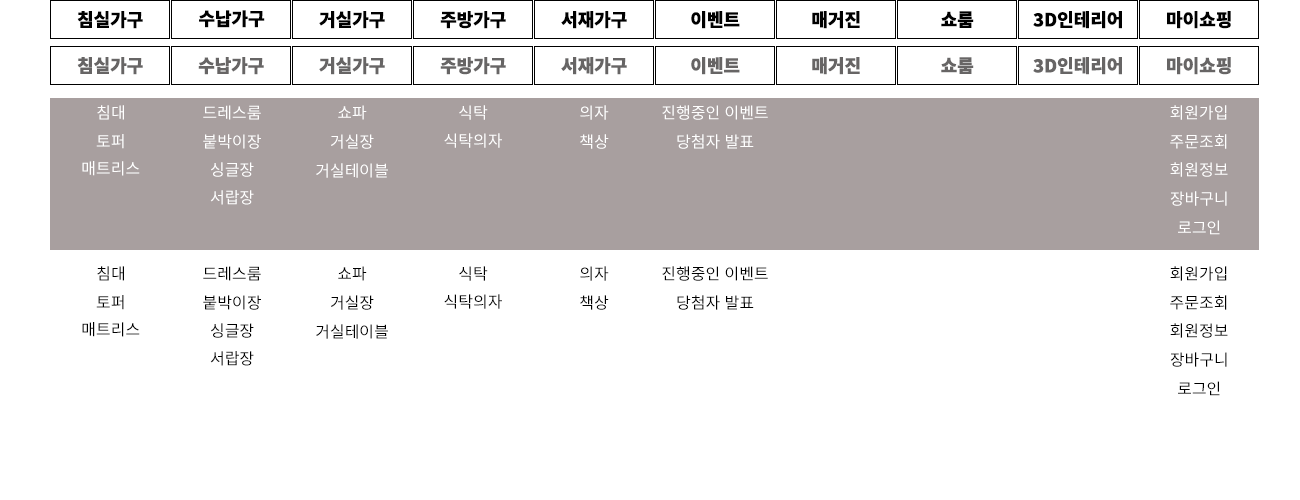 침실가구 수납가구 거실가구 주방가구 서재가구 이벤트 매거진 쇼룸 3D인테리어 마이쇼핑
침실가구 수납가구 거실가구 주방가구 서재가구 이벤트 매거진 쇼룸 3D인테리어 마이쇼핑
침대 드레스룸 쇼파 식탁 의자 진행중인 이벤트 회원가입
토퍼 붙박이장 거실장 식탁의자 책상 당첨자 발표 주문조회
매트리스 싱글장 거실테이블 회원정보
서랍장 장바구니
로그인
침대 드레스룸 쇼파 식탁 의자 진행중인 이벤트 회원가입
토퍼 붙박이장 거실장 식탁의자 책상 당첨자 발표 주문조회
매트리스 싱글장 거실테이블 회원정보
서랍장 장바구니
로그인